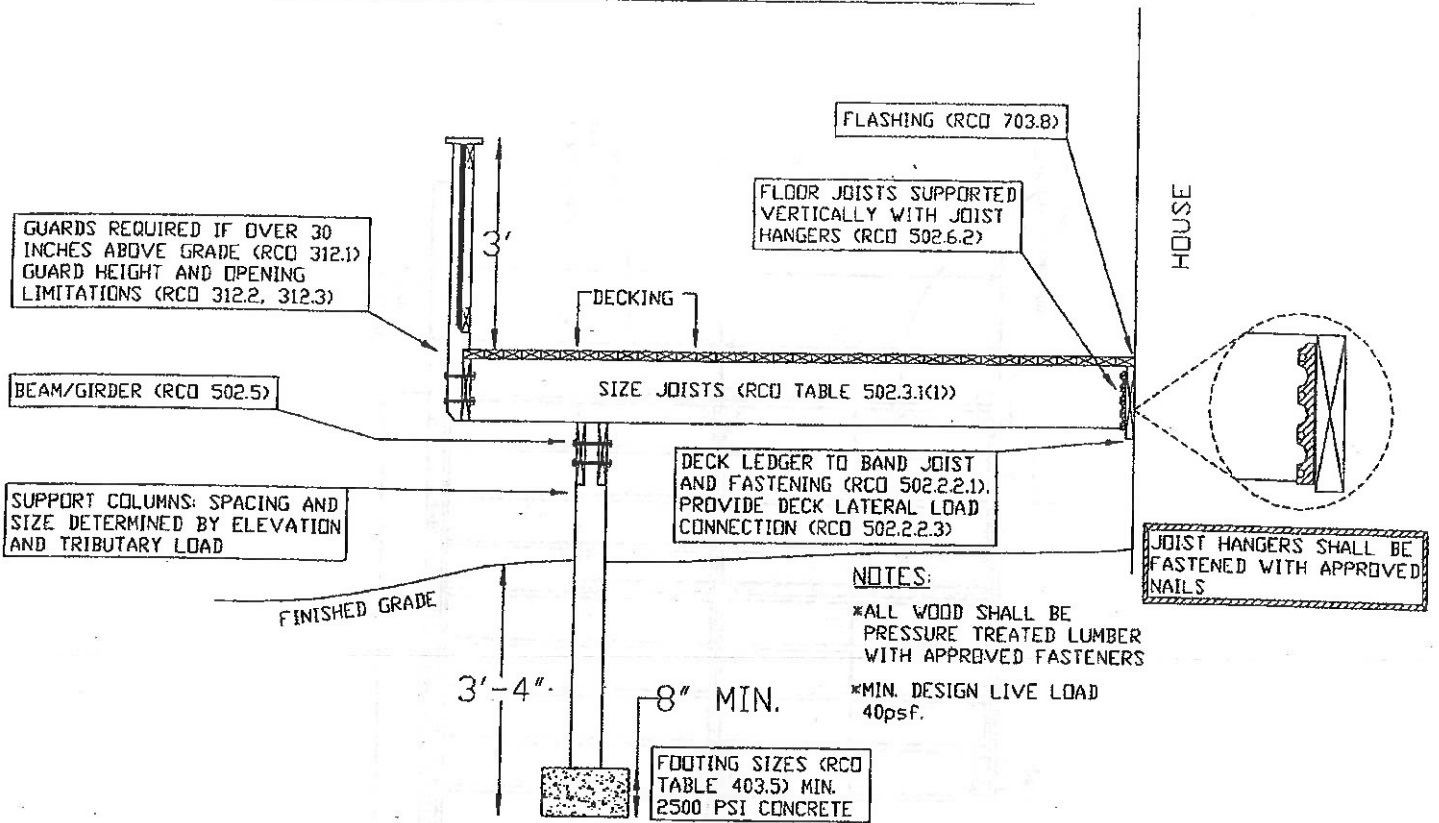 FLASHING (RCO 703.8)
FLOOR JOISTS SUPPORTED
VERTICALLY WITH JOIST
HANGERS (RCO 502.6.2)
HOUSE
GUARDS REQUIRED IF OVER 30
INCHES ABOVE GRADE (RCO 312.1)
GUARD HEIGHT AND OPENING
LIMITATIONS (RCO 312.2, 312.3)
3'
DECKING
BEAM/GIRDER (RCO 502.5)
SIZE JOISTS (RCO TABLE 502.3.1(1))
SUPPORT COLUMNS: SPACING AND
SIZE DETERMINED BY ELEVATION
AND TRIBUTARY LOAD
DECK LEDGER TO BAND JOIST
AND FASTENING (RCO 502.2.2.1).
PROVIDE DECK LATERAL LOAD
CONNECTION (RCO 502.2.2.3)
JOIST HANGERS SHALL BE
FASTENED WITH APPROVED
NAILS
FINISHED GRADE
NOTES:
*ALL WOOD SHALL BE
PRESSURE TREATED LUMBER
WITH APPROVED FASTENERS
*MIN. DESIGN LIVE LOAD
40psf.
3'-4"
8" MIN.
FOOTING SIZES (RCO
TABLE 403.5) MIN.
2500 PSI CONCRETE